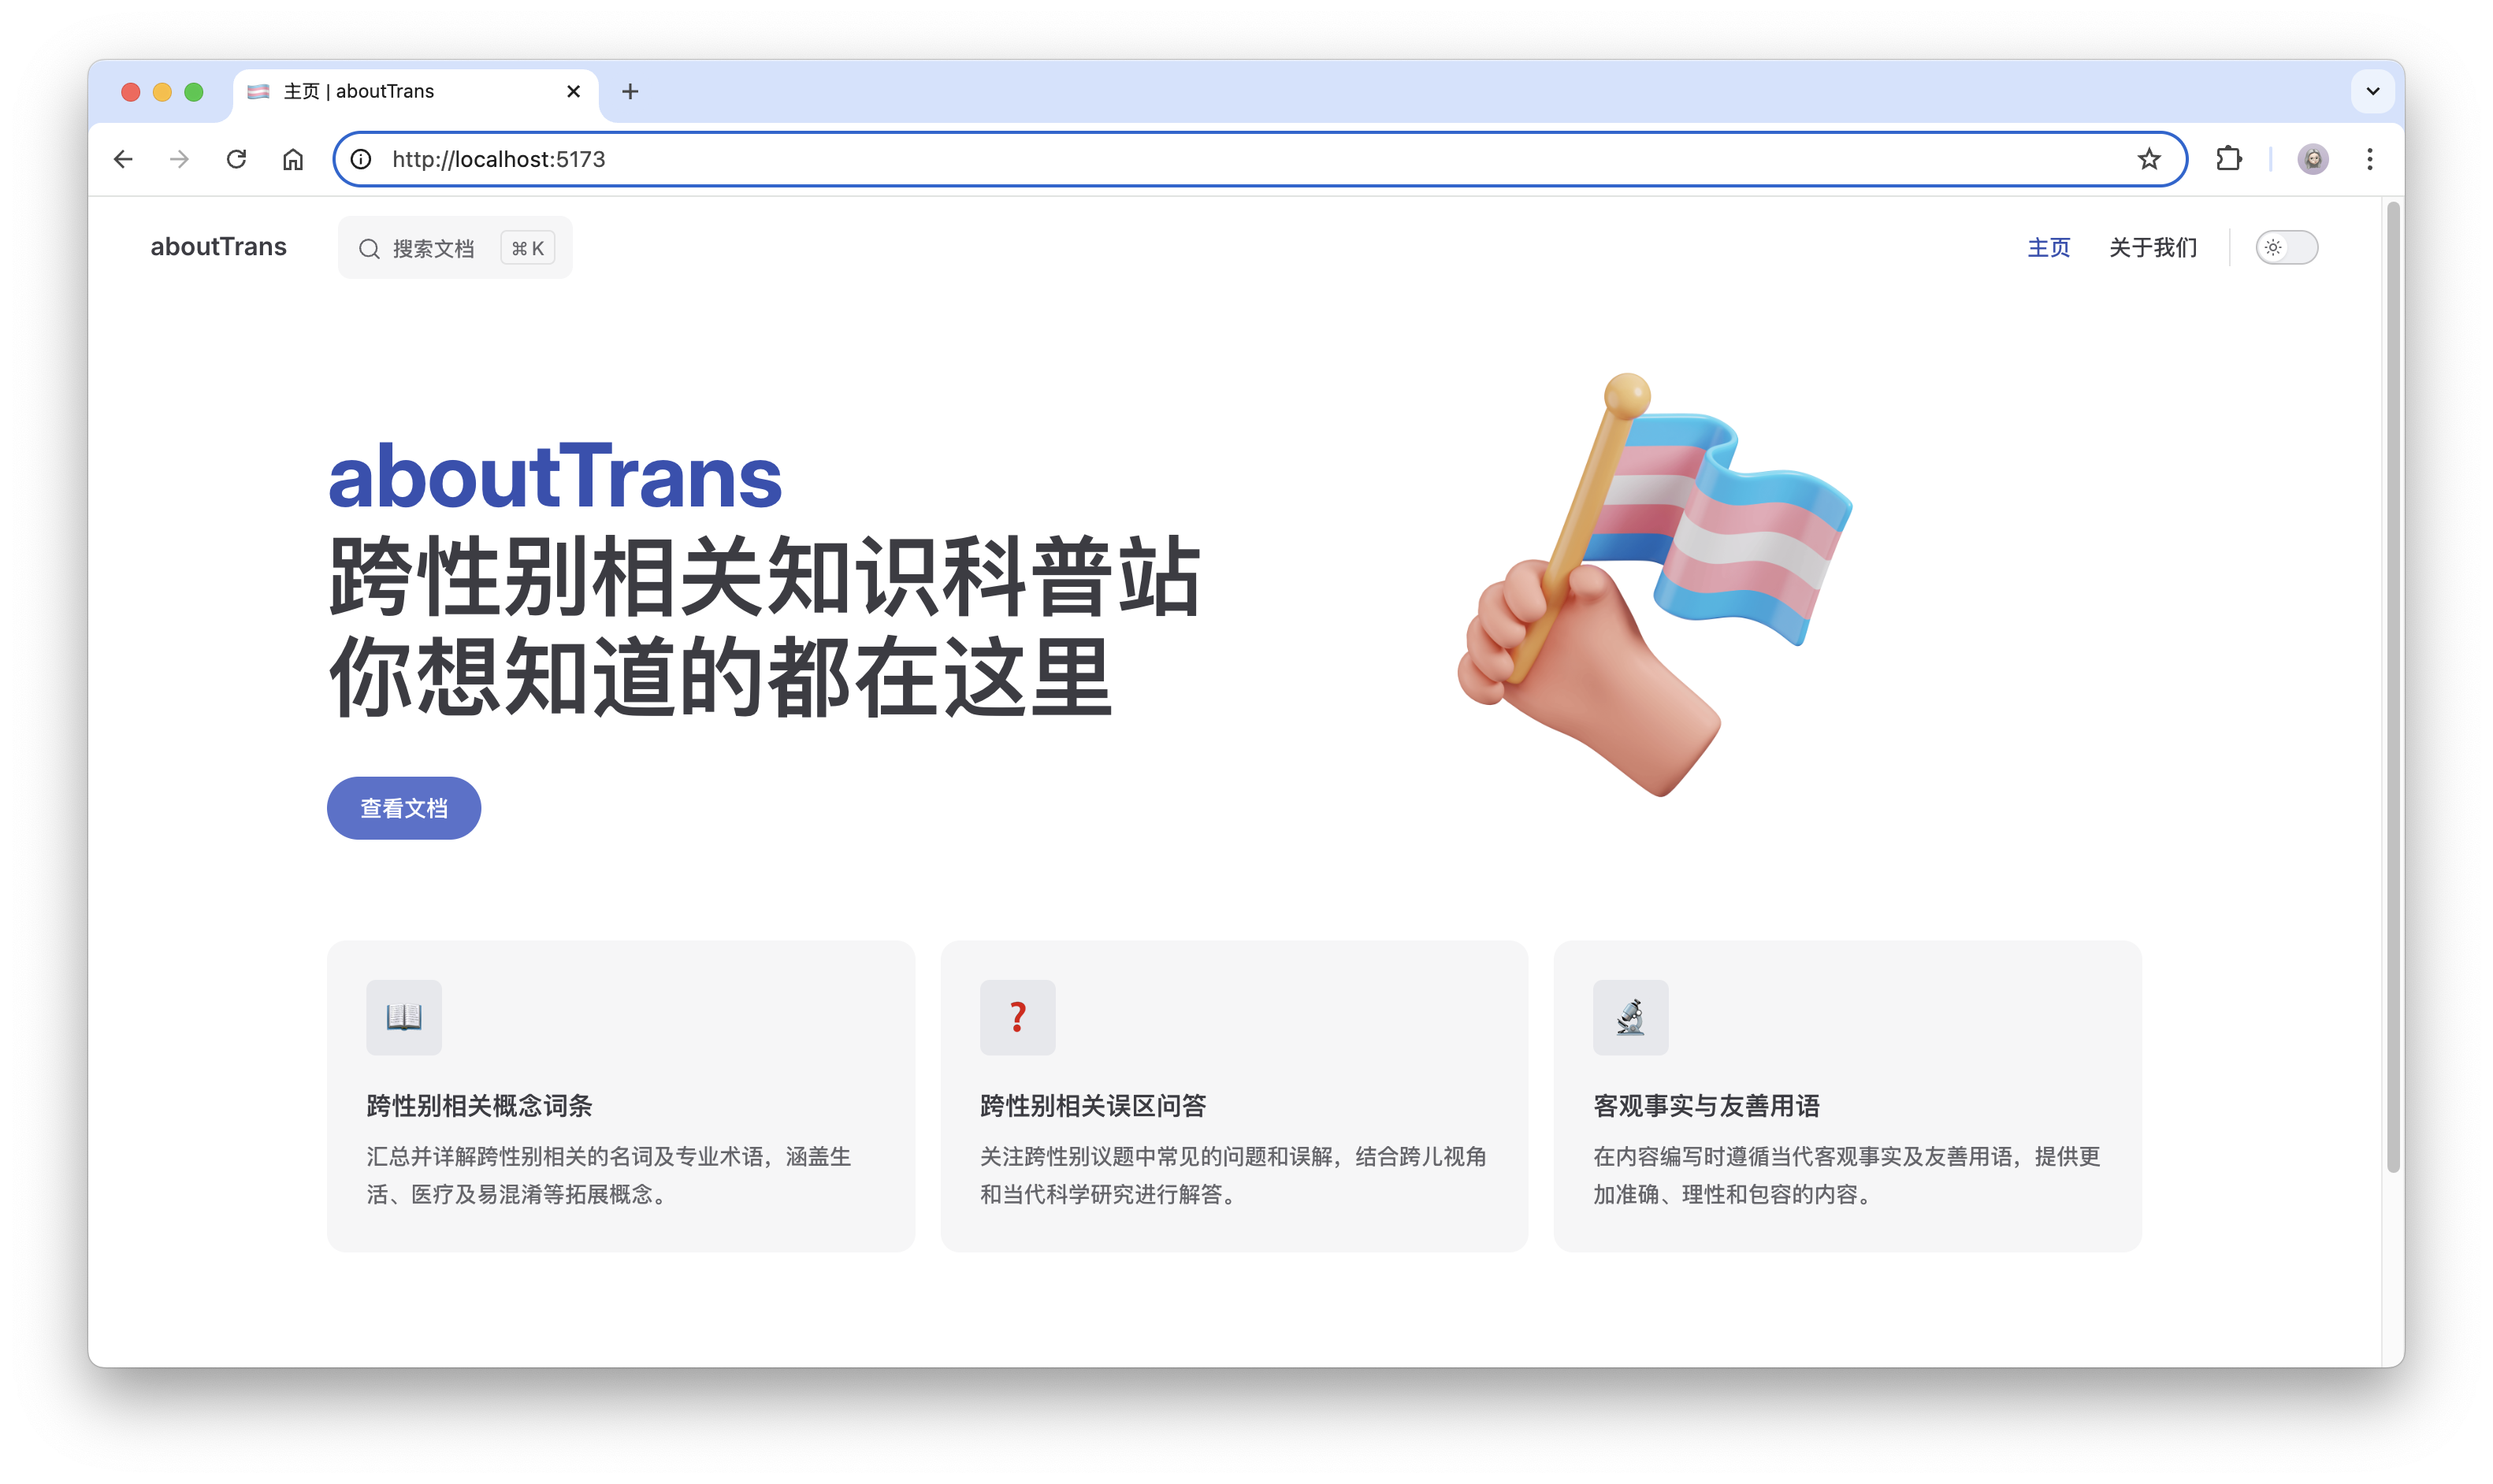 主页 | aboutTrans
http://localhost:5173
aboutTrans
搜索文档
⌘ K
主页
关于我们
aboutTrans
跨性别相关知识科普站
你想知道的都在这里
查看文档
跨性别相关概念词条
汇总并详解跨性别相关的名词及专业术语，涵盖生
活、医疗及易混淆等拓展概念。
跨性别相关误区问答
关注跨性别议题中常见的问题和误解，结合跨儿视角
和当代科学研究进行解答。
客观事实与友善用语
在内容编写时遵循当代客观事实及友善用语，提供更
加准确、理性和包容的内容。